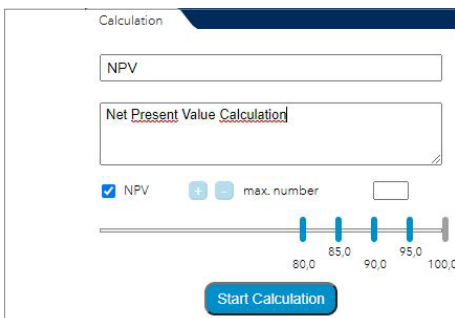 Calculation
NPV
Net Present Value Calculation
NPV + - max. number
85,0 95,0
80,0 90,0 100,0
Start Calculation